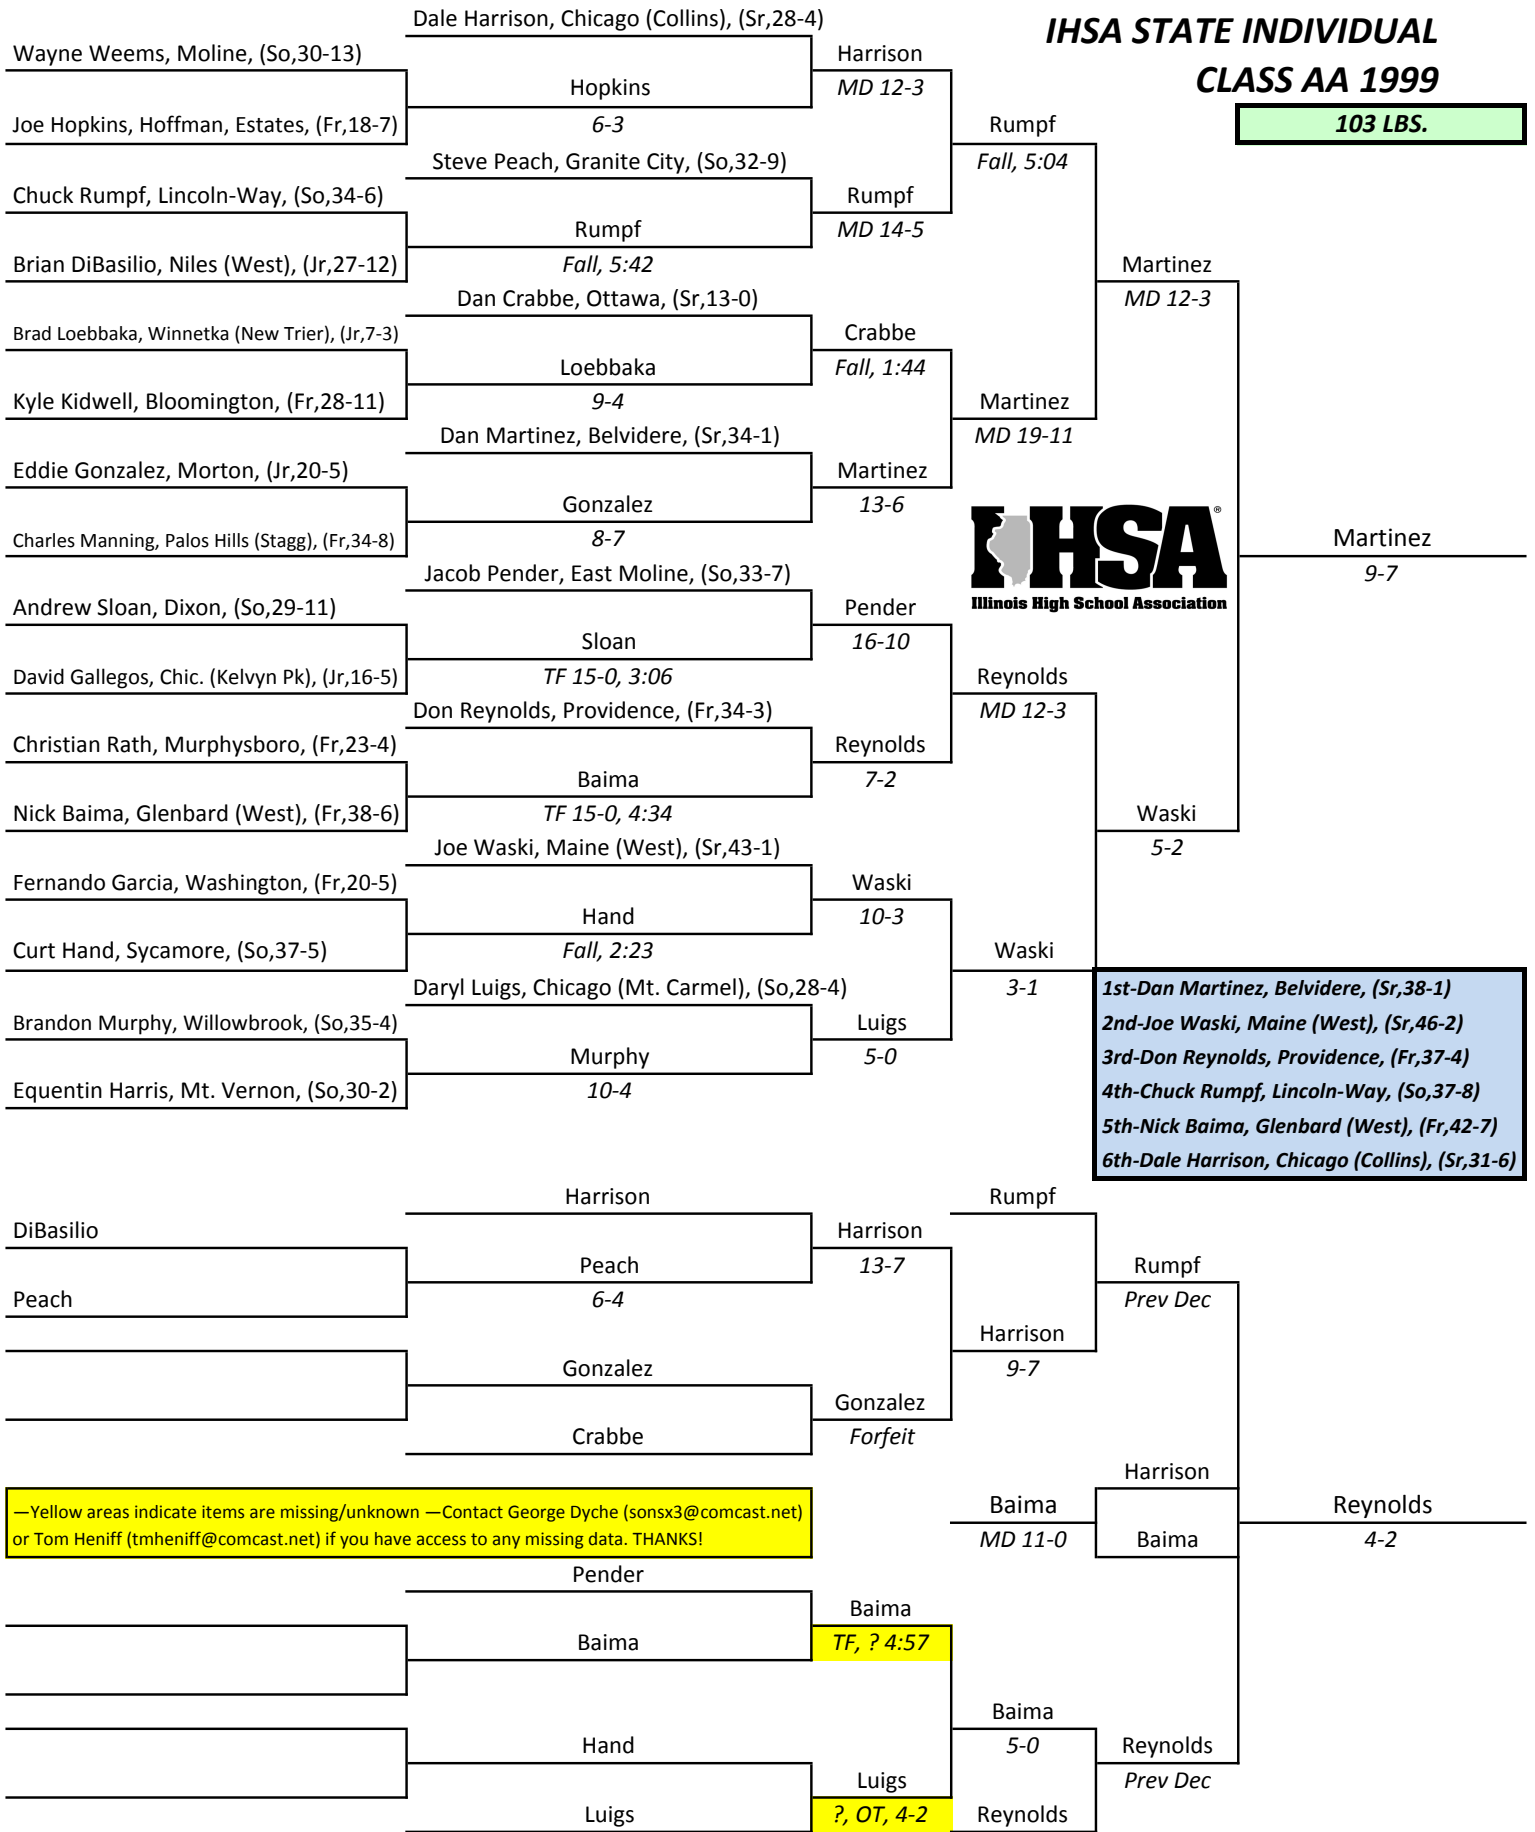 Dale Harrison, Chicago (Collins), (Sr,28-4)
IHSA STATE INDIVIDUAL
Wayne Weems, Moline, (So,30-13)
Harrison
CLASS AA 1999
Hopkins
MD 12-3
Joe Hopkins, Hoffman, Estates, (Fr,18-7)
6-3
Rumpf
103 LBS.
Steve Peach, Granite City, (So,32-9)
Fall, 5:04
Chuck Rumpf, Lincoln-Way, (So,34-6)
Rumpf
Rumpf
MD 14-5
Brian DiBasilio, Niles (West), (Jr,27-12)
Fall, 5:42
Martinez
Dan Crabbe, Ottawa, (Sr,13-0)
MD 12-3
Brad Loebbaka, Winnetka (New Trier), (Jr,7-3)
Crabbe
Loebbaka
Fall, 1:44
Kyle Kidwell, Bloomington, (Fr,28-11)
9-4
Martinez
Dan Martinez, Belvidere, (Sr,34-1)
MD 19-11
Eddie Gonzalez, Morton, (Jr,20-5)
Martinez
Gonzalez
13-6
IHSA®
Charles Manning, Palos Hills (Stagg), (Fr,34-8)
8-7
Martinez
Jacob Pender, East Moline, (So,33-7)
9-7
Illinois High School Association
Andrew Sloan, Dixon, (So,29-11)
Pender
Sloan
16-10
David Gallegos, Chic. (Kelvyn Pk), (Jr,16-5)
TF 15-0, 3:06
Reynolds
Don Reynolds, Providence, (Fr,34-3)
MD 12-3
Christian Rath, Murphysboro, (Fr,23-4)
Reynolds
Baima
7-2
Nick Baima, Glenbard (West), (Fr,38-6)
TF 15-0, 4:34
Waski
Joe Waski, Maine (West), (Sr,43-1)
5-2
Fernando Garcia, Washington, (Fr,20-5)
Waski
Hand
10-3
Curt Hand, Sycamore, (So,37-5)
Fall, 2:23
Waski
Daryl Luigs, Chicago (Mt. Carmel), (So,28-4)
3-1
1st-Dan Martinez, Belvidere, (Sr,38-1)
Brandon Murphy, Willowbrook, (So,35-4)
Luigs
2nd-Joe Waski, Maine (West), (Sr,46-2)
Murphy
5-0
3rd-Don Reynolds, Providence, (Fr,37-4)
Equentin Harris, Mt. Vernon, (So,30-2)
10-4
4th-Chuck Rumpf, Lincoln-Way, (So,37-8)
5th-Nick Baima, Glenbard (West), (Fr,42-7)
6th-Dale Harrison, Chicago (Collins), (Sr,31-6)
Harrison
Rumpf
DiBasilio
Harrison
Peach
13-7
Rumpf
Peach
6-4
Prev Dec
Harrison
Gonzalez
9-7
Gonzalez
Crabbe
Forfeit
Harrison
—Yellow areas indicate items are missing/unknown —Contact George Dyche (sonsx3@comcast.net)
or Tom Heniff (tmheniff@comcast.net) if you have access to any missing data. THANKS!
Baima
Reynolds
MD 11-0
Baima
4-2
Pender
Baima
Baima
TF, ? 4:57
Baima
Hand
5-0
Reynolds
Luigs
Prev Dec
Luigs
?, OT, 4-2
Reynolds